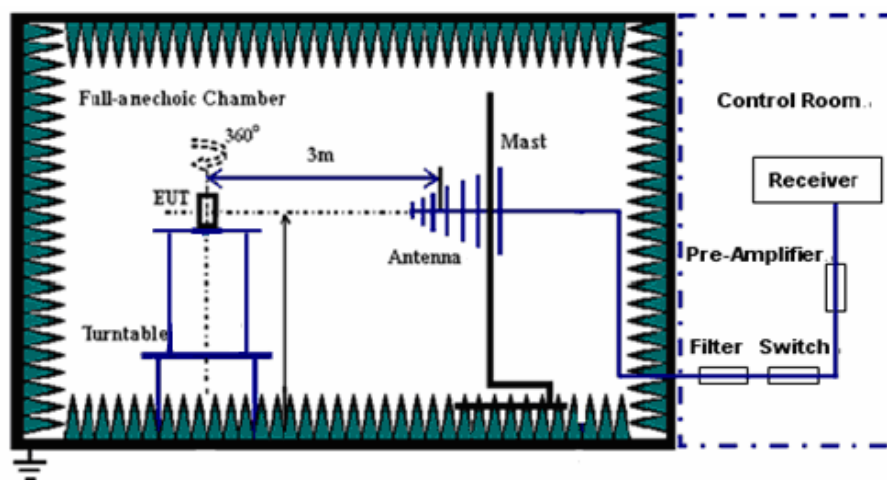 Full-anechoic Chamber
360°
3m
EUT
Mast
Antenna
Turntable
Control Room
Receiver
Pre-Amplifier
Filter
Switch